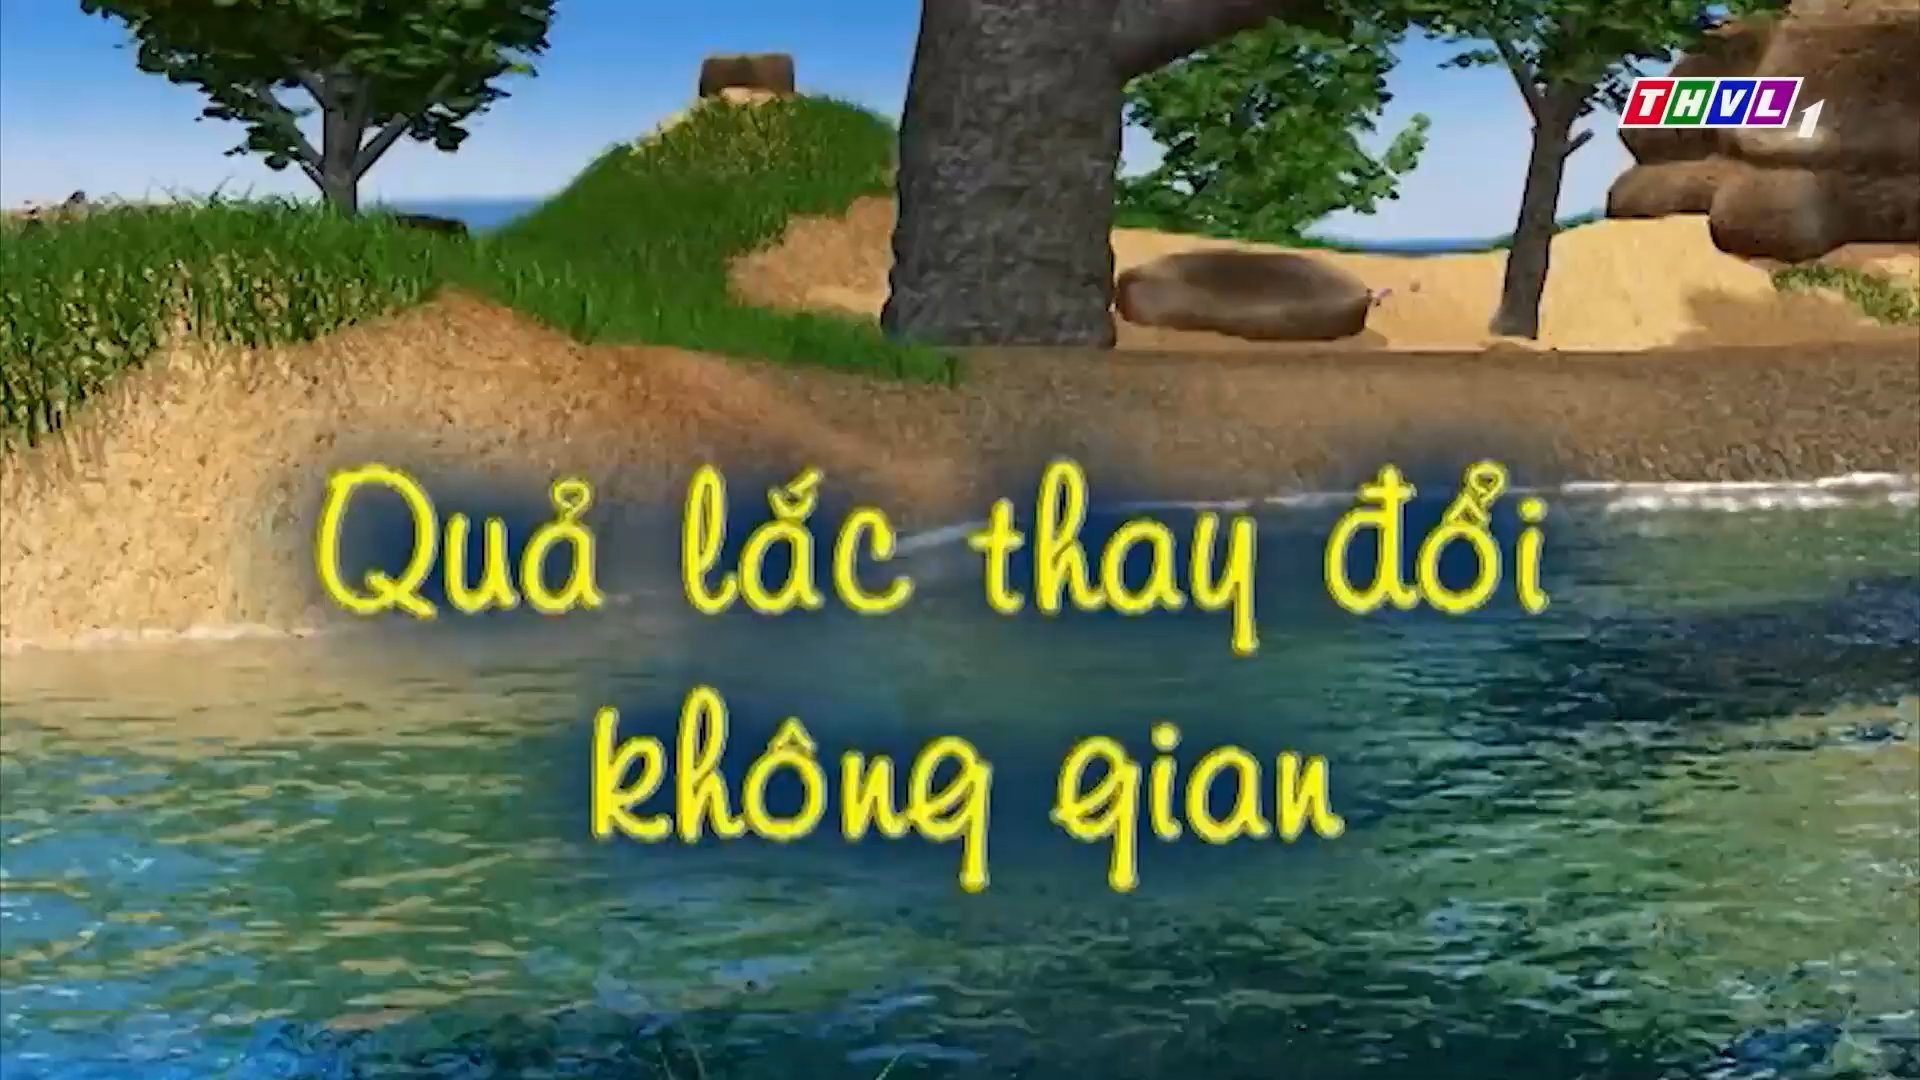 THVL1
Quả lắc thay đổi
không gian